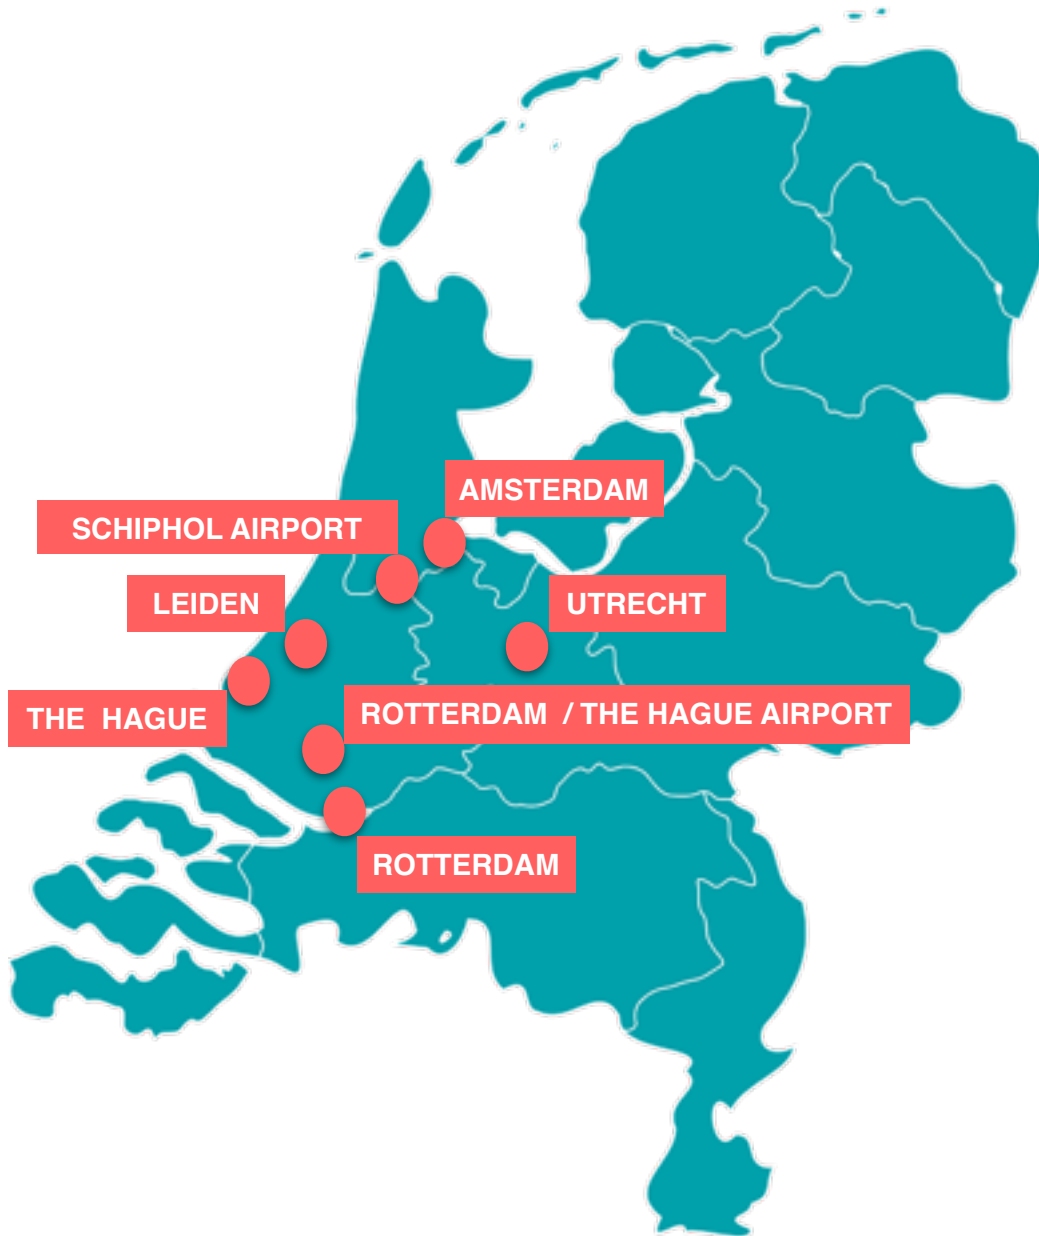 AMSTERDAM
SCHIPHOL AIRPORT
LEIDEN
UTRECHT
THE HAGUE
ROTTERDAM / THE HAGUE AIRPORT
ROTTERDAM